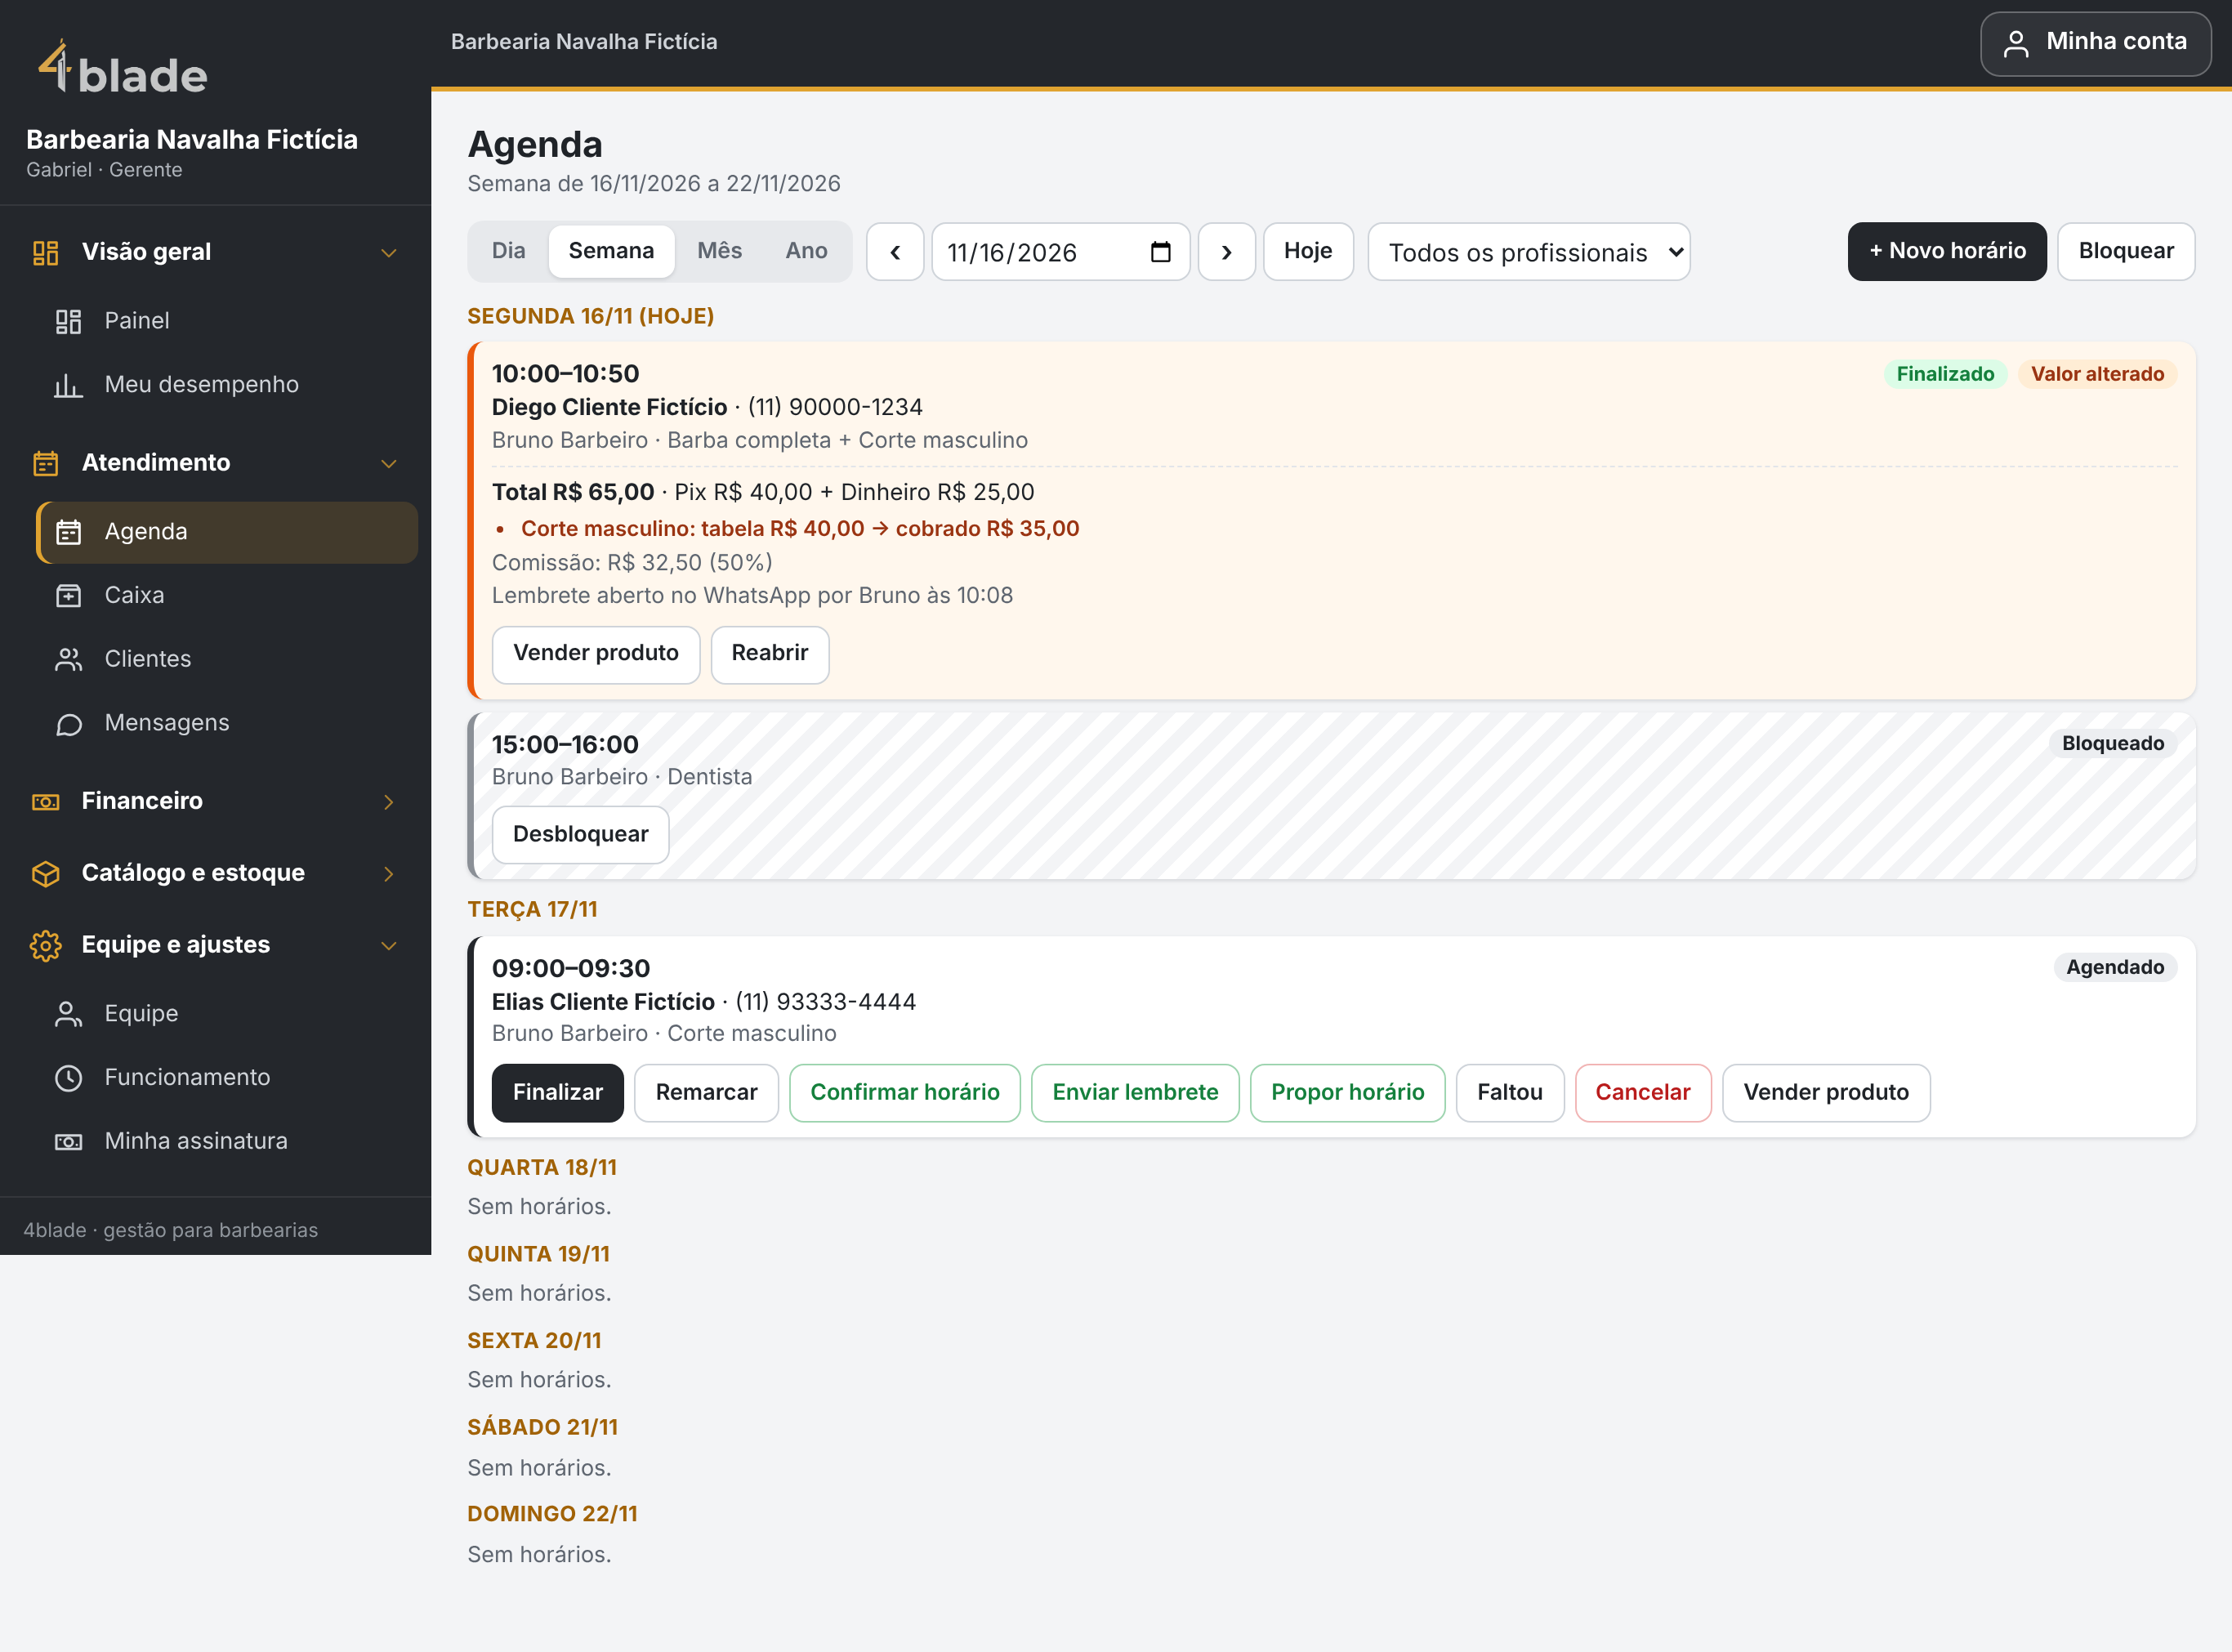 4blade
Barbearia Navalha Fictícia
Gabriel · Gerente
Visão geral
Painel
Meu desempenho
Atendimento
Agenda
Caixa
Clientes
Mensagens
Financeiro
Catálogo e estoque
Equipe e ajustes
Equipe
Funcionamento
Minha assinatura
4blade · gestão para barbearias
Barbearia Navalha Fictícia
Minha conta
Agenda
Semana de 16/11/2026 a 22/11/2026
Dia Semana Mês Ano ‹ 11/16/2026 › Hoje Todos os profissionais + Novo horário Bloquear
SEGUNDA 16/11 (HOJE)
10:00–10:50 Finalizado Valor alterado
Diego Cliente Fictício · (11) 90000-1234
Bruno Barbeiro · Barba completa + Corte masculino
Total R$ 65,00 · Pix R$ 40,00 + Dinheiro R$ 25,00
• Corte masculino: tabela R$ 40,00 → cobrado R$ 35,00
Comissão: R$ 32,50 (50%)
Lembrete aberto no WhatsApp por Bruno às 10:08
Vender produto Reabrir
15:00–16:00 Bloqueado
Bruno Barbeiro · Dentista
Desbloquear
TERÇA 17/11
09:00–09:30 Agendado
Elias Cliente Fictício · (11) 93333-4444
Bruno Barbeiro · Corte masculino
Finalizar Remarcar Confirmar horário Enviar lembrete Propor horário Faltou Cancelar Vender produto
QUARTA 18/11
Sem horários.
QUINTA 19/11
Sem horários.
SEXTA 20/11
Sem horários.
SÁBADO 21/11
Sem horários.
DOMINGO 22/11
Sem horários.